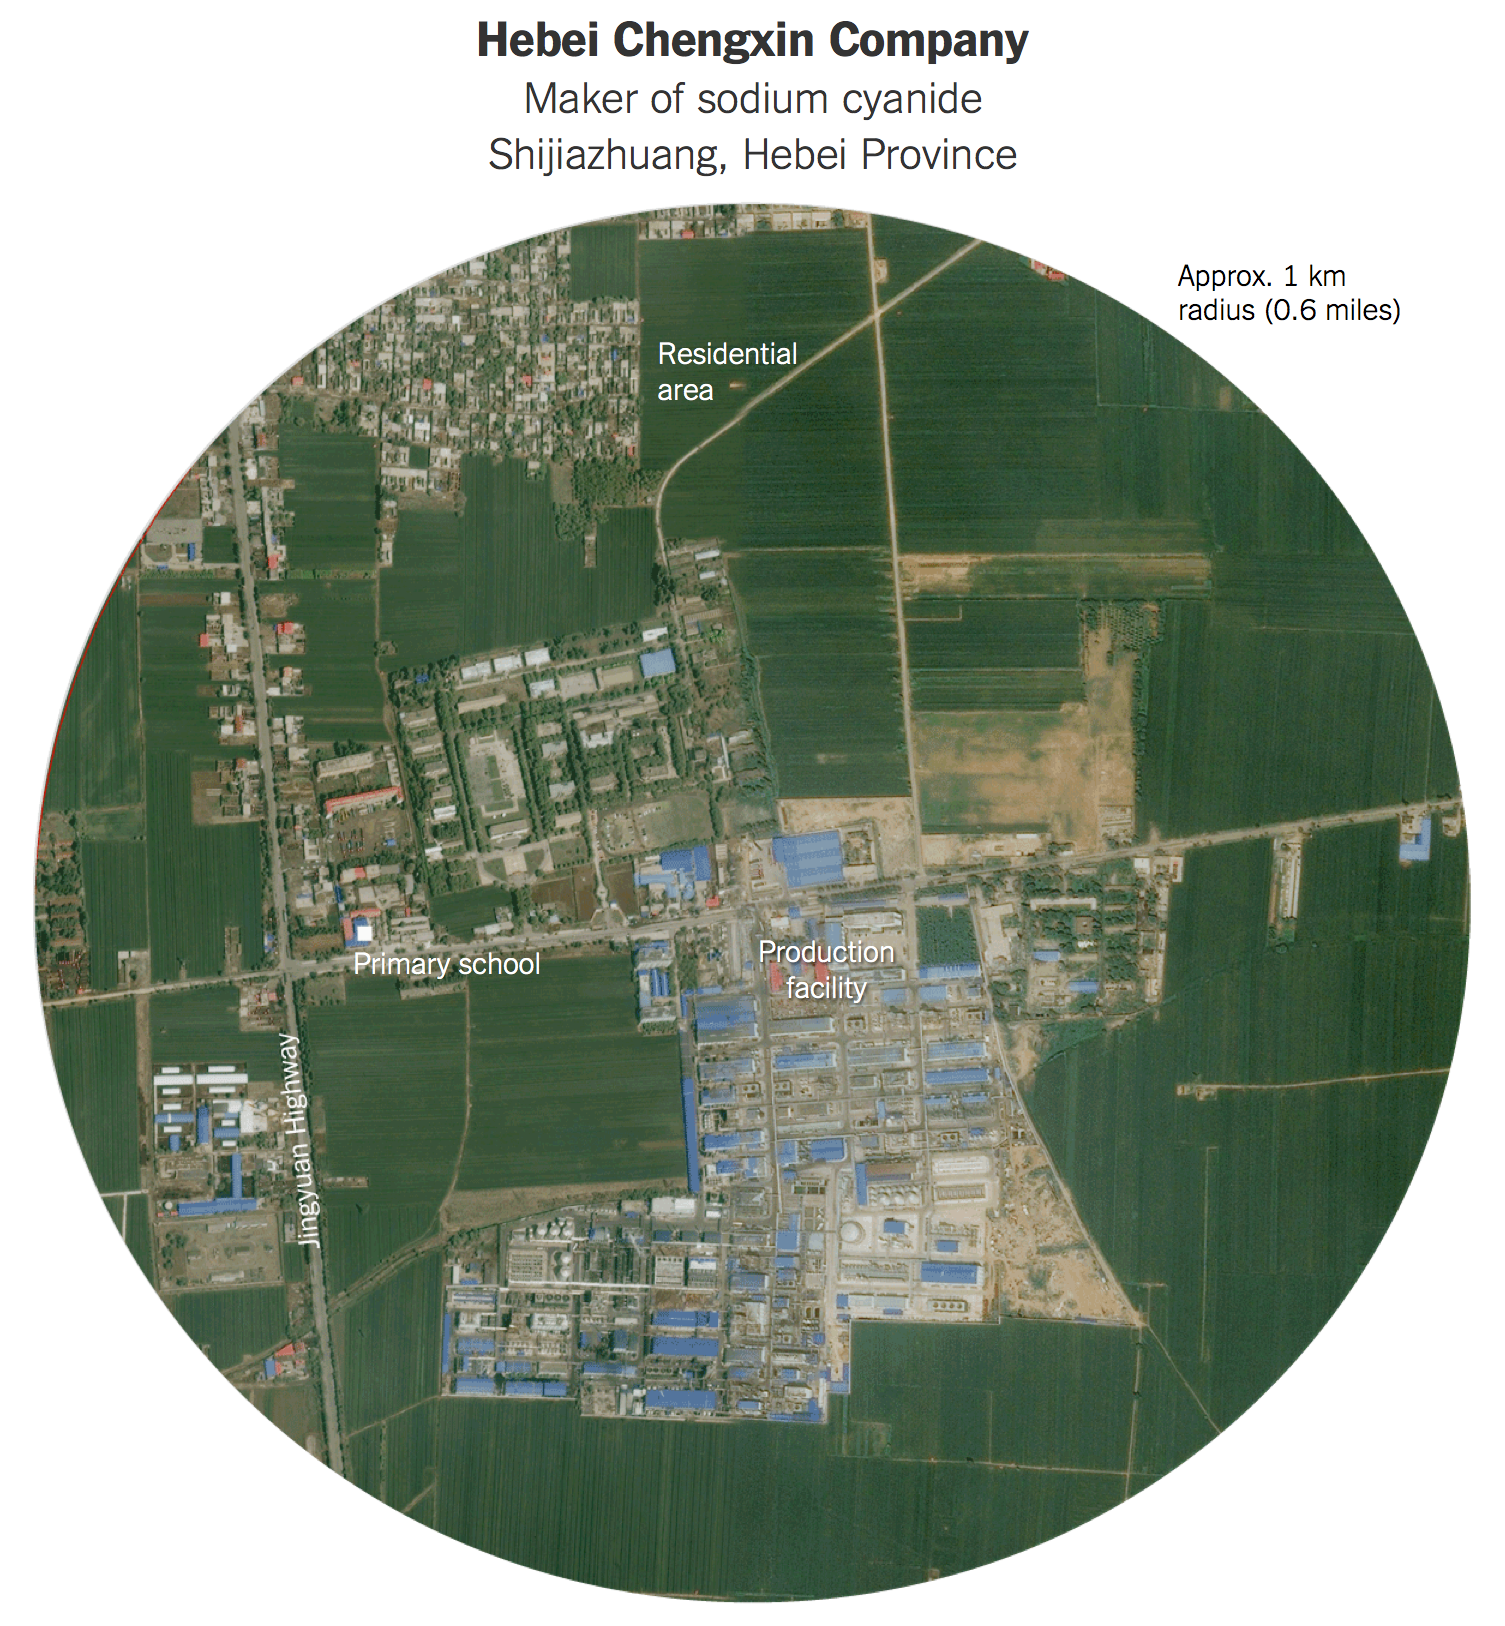 Hebei Chengxin Company
Maker of sodium cyanide
Shijiazhuang, Hebei Province
Approx. 1 km
radius (0.6 miles)
Residential
area
Production
facility
Primary school
Jingyuan Highway